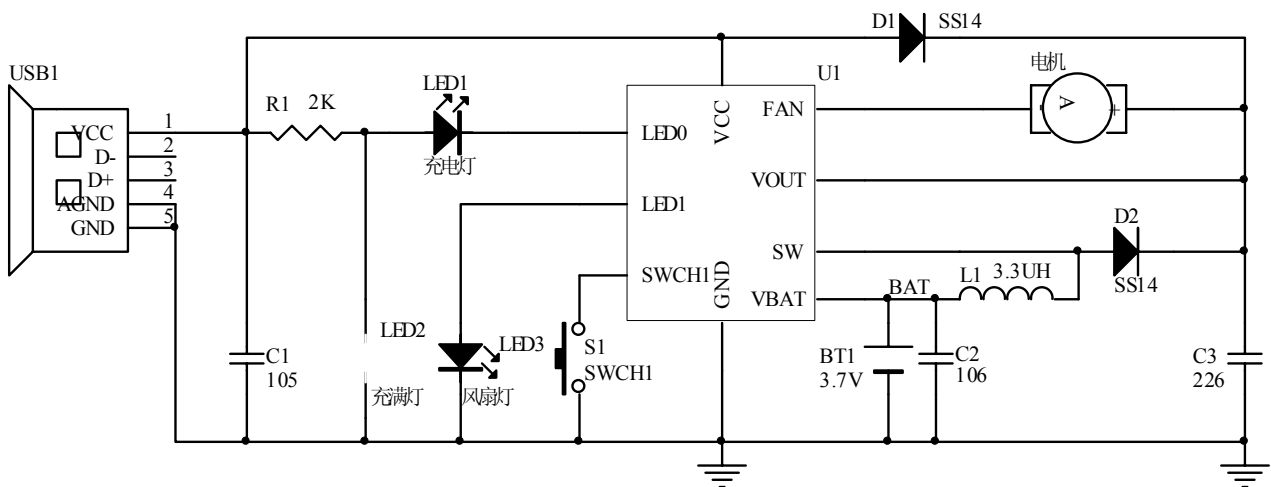 D1
SS14
USB1
U1
电机
LED1
R1
2K
VCC
1
FAN
A
-
+
VCC
LED0
D-
2
充电灯
D+
3
VOUT
AGND
4
LED1
GND
5
D2
SW
SWCH1
GND
L1
3.3UH
SS14
BAT
VBAT
LED2
LED3
S1
C1
BT1
C2
C3
105
SWCH1
3.7V
106
226
充满灯
风扇灯